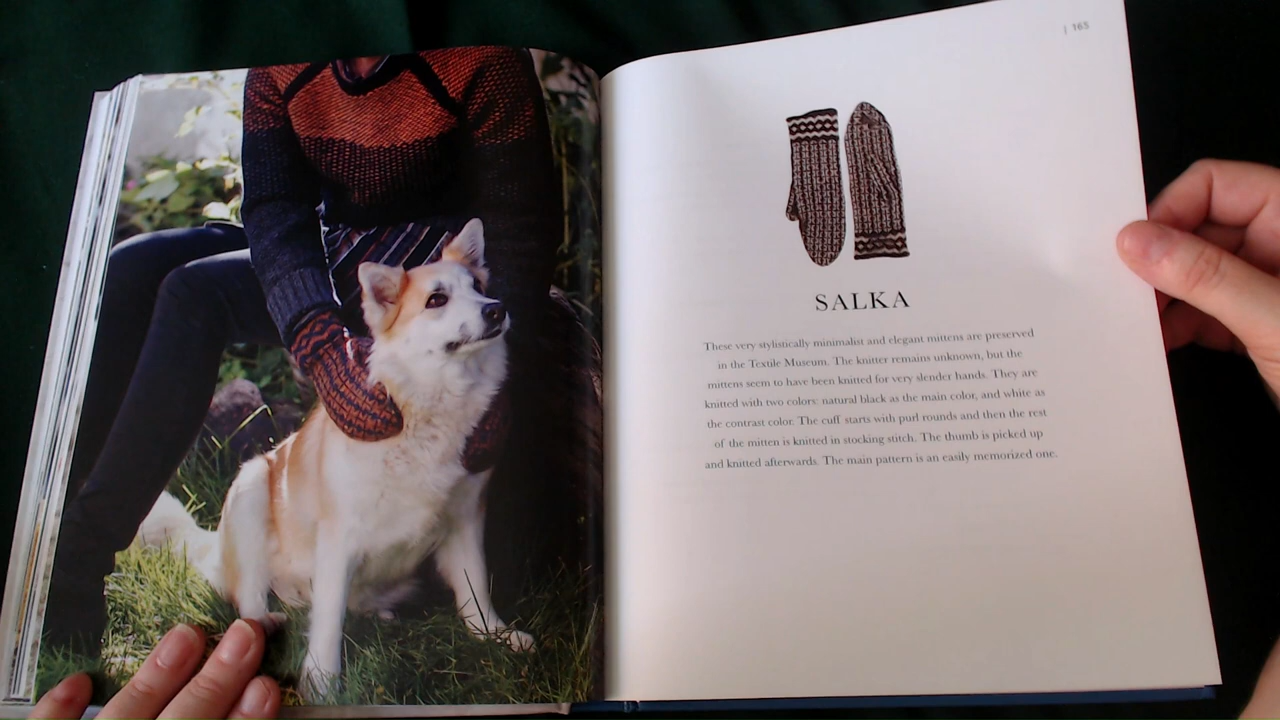 | 165
SALKA
These very stylistically minimalist and elegant mittens are preserved
in the Textile Museum. The knitter remains unknown, but the
mittens seem to have been knitted for very slender hands. They are
knitted with two colors: natural black as the main color, and white as
the contrast color. The cuff starts with purl rounds and then the rest
of the mitten is knitted in stocking stitch. The thumb is picked up
and knitted afterwards. The main pattern is an easily memorized one.